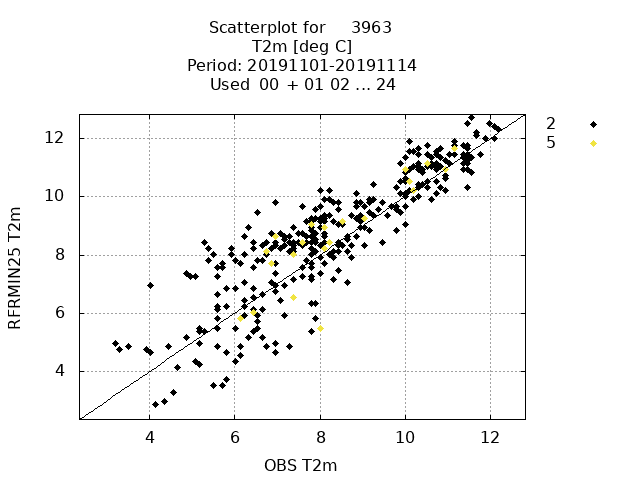 Scatterplot for 3963
T2m [deg C]
Period: 20191101-20191114
Used 00 + 01 02 ... 24
2
5
12
10
8
6
4
RFRMIN25 T2m
4 6 8 10 12
OBS T2m